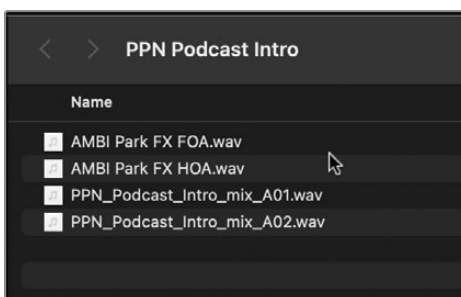 PPN Podcast Intro
Name
AMBI Park FX FOA.wav
AMBI Park FX HOA.wav
PPN_Podcast_Intro_mix_A01.wav
PPN_Podcast_Intro_mix_A02.wav